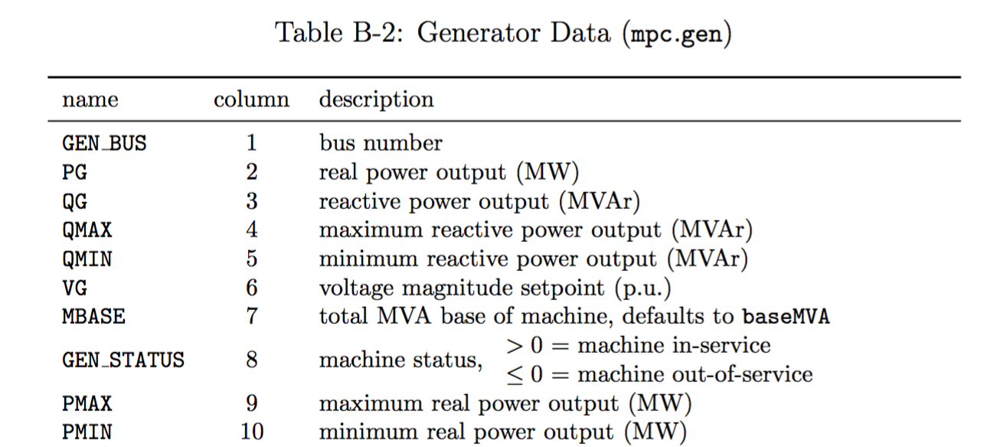 Table B-2: Generator Data (mpc.gen)
name column description
GEN_BUS 1 bus number
PG 2 real power output (MW)
QG 3 reactive power output (MVAr)
QMAX 4 maximum reactive power output (MVAr)
QMIN 5 minimum reactive power output (MVAr)
VG 6 voltage magnitude setpoint (p.u.)
MBASE 7 total MVA base of machine, defaults to baseMVA
GEN_STATUS 8 machine status, > 0 = machine in-service
≤ 0 = machine out-of-service
PMAX 9 maximum real power output (MW)
PMIN 10 minimum real power output (MW)